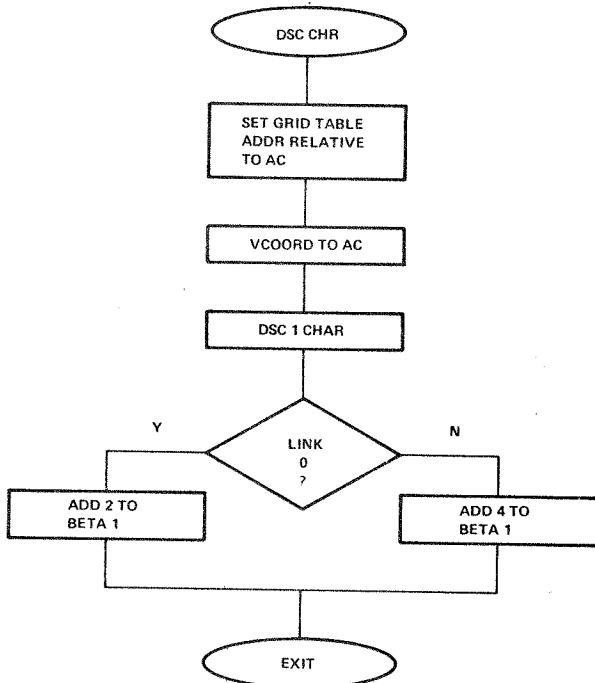 DSC CHR
SET GRID TABLE
ADDR RELATIVE
TO AC
VCOORD TO AC
DSC 1 CHAR
Y
LINK
0
?
N
ADD 2 TO
BETA 1
ADD 4 TO
BETA 1
EXIT